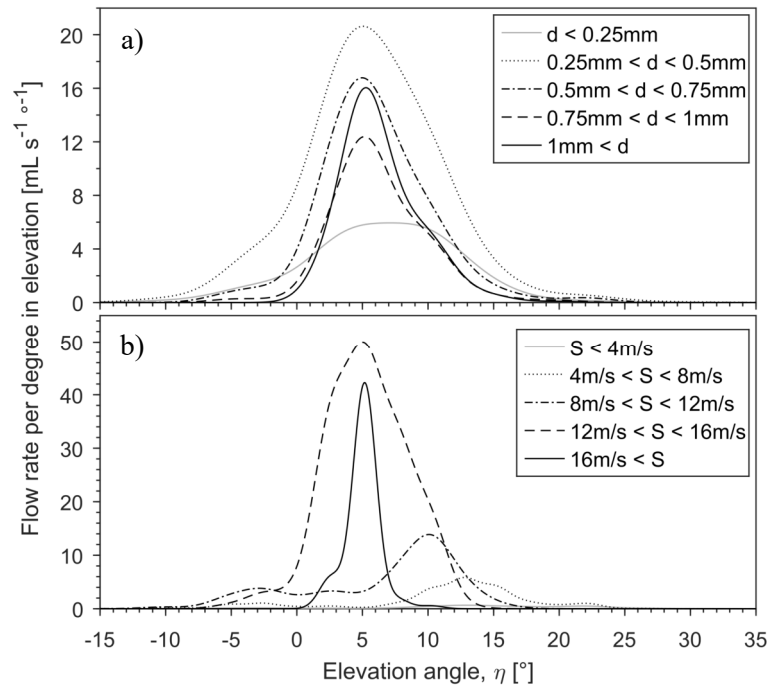 a)
d < 0.25mm
0.25mm < d < 0.5mm
0.5mm < d < 0.75mm
0.75mm < d < 1mm
1mm < d
20
16
12
8
4
0
Flow rate per degree in elevation [mL s⁻¹ °⁻¹]
b)
S < 4m/s
4m/s < S < 8m/s
8m/s < S < 12m/s
12m/s < S < 16m/s
16m/s < S
50
40
30
20
10
0
-15 -10 -5 0 5 10 15 20 25 30 35
Elevation angle, η [°]